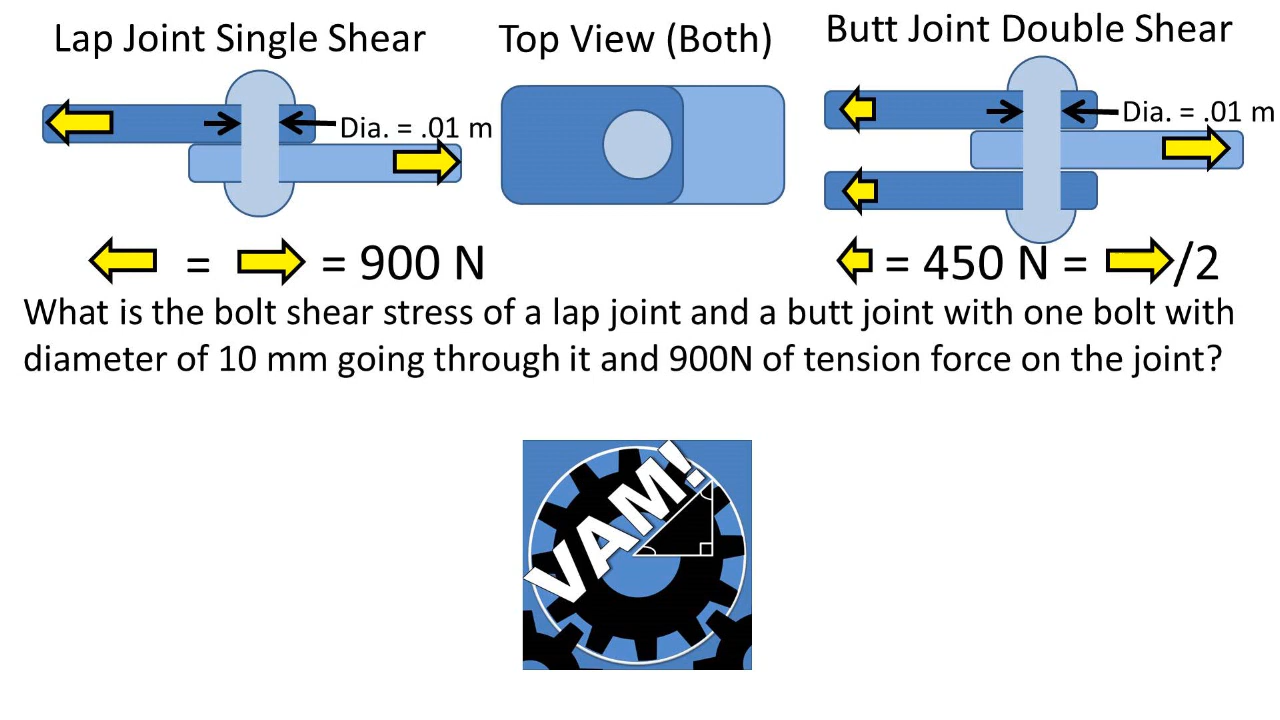 Lap Joint Single Shear
Top View (Both)
Butt Joint Double Shear
Dia. = .01 m
Dia. = .01 m
= = 900 N
= 450 N = /2
What is the bolt shear stress of a lap joint and a butt joint with one bolt with
diameter of 10 mm going through it and 900N of tension force on the joint?
VAM!